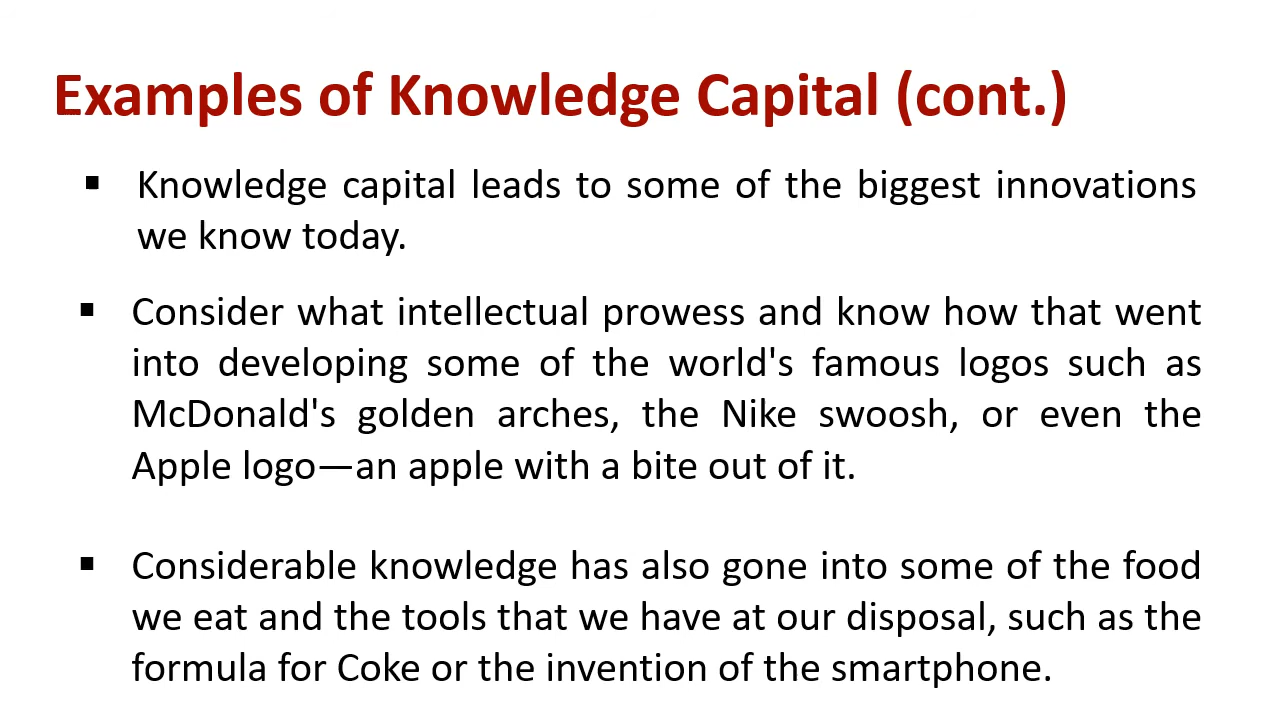 Examples of Knowledge Capital (cont.)
▪ Knowledge capital leads to some of the biggest innovations
we know today.
▪ Consider what intellectual prowess and know how that went
into developing some of the world's famous logos such as
McDonald's golden arches, the Nike swoosh, or even the
Apple logo—an apple with a bite out of it.
▪ Considerable knowledge has also gone into some of the food
we eat and the tools that we have at our disposal, such as the
formula for Coke or the invention of the smartphone.